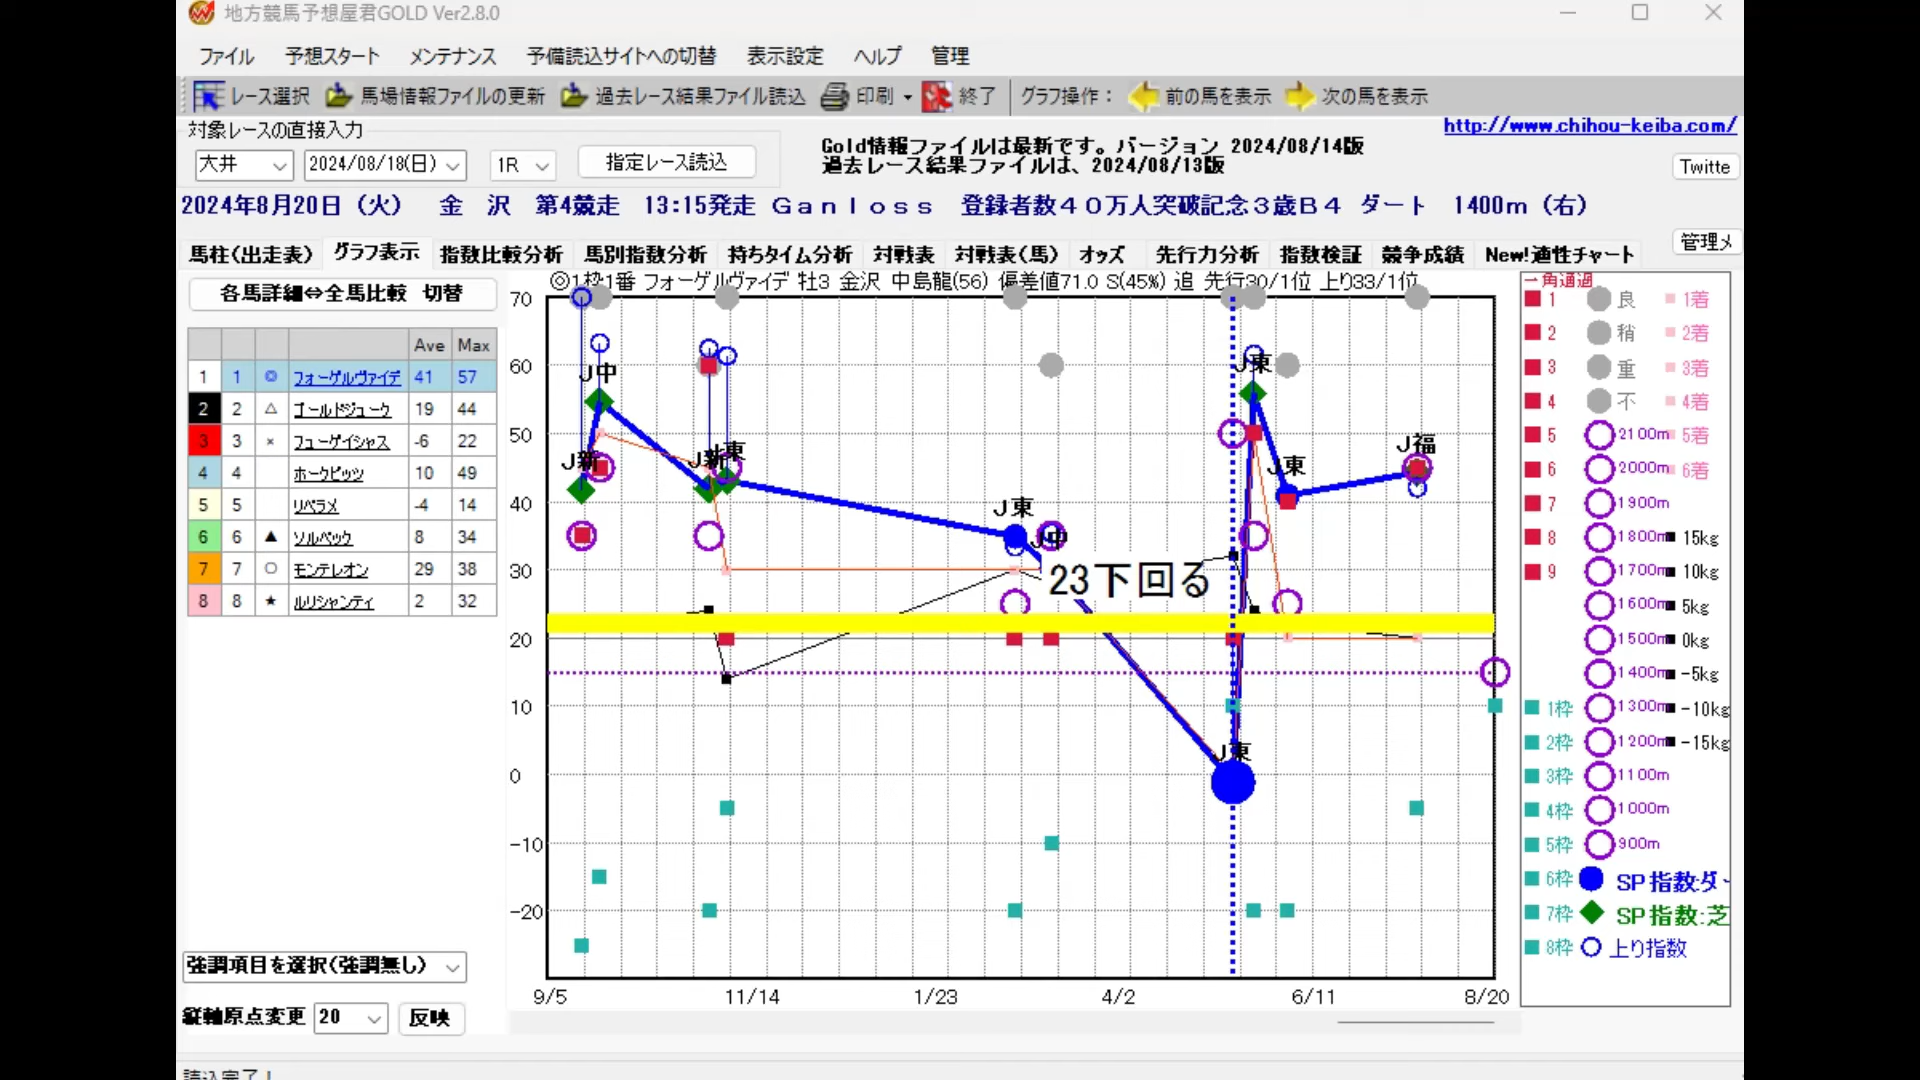 地方競馬予想屋君GOLD Ver2.8.0
ファイル 予想スタート メンテナンス 予備読込サイトへの切替 表示設定 ヘルプ 管理
レース選択 馬場情報ファイルの更新 過去レース結果ファイル読込 印刷 終了 グラフ操作： 前の馬を表示 次の馬を表示
対象レースの直接入力
http://www.chihou-keiba.com/
大井 2024/08/18(日) 1R 指定レース読込
Gold情報ファイルは最新です。バージョン 2024/08/14版
過去レース結果ファイルは、2024/08/13版
Twitte
2024年8月20日（火） 金 沢 第4競走 13:15発走 Ｇａｎｌｏｓｓ 登録者数４０万人突破記念３歳Ｂ４ ダート 1400m（右）
管理メ
馬柱(出走表) グラフ表示 指数比較分析 馬別指数分析 持ちタイム分析 対戦表 対戦表(馬) オッズ 先行力分析 指数検証 競争成績 New!適性チャート
各馬詳細⇔全馬比較 切替
◎1枠1番 フォーゲルヴァイデ 牡3 金沢 中島龍(56) 偏差値71.0 S(45%) 追 先行30/1位 上り33/1位
Ave Max
1 1 ◎ フォーゲルヴァイデ 41 57
2 2 △ ゴールドジューク 19 44
3 3 × フューゲイシャス -6 22
4 4 ホークピッツ 10 49
5 5 リベラメ -4 14
6 6 ▲ ソルベック 8 34
7 7 ○ モンテレオン 29 38
8 8 ★ ルリシャンティ 2 32
強調項目を選択(強調無し)
縦軸原点変更 20 反映
70
60
50
40
30
20
10
0
-10
-20
J中
J新
J新
J東
J東
J中
J東
J東
J東
J福
23下回る
9/5 11/14 1/23 4/2 6/11 8/20
一角通過
1 良 1着
2 稍 2着
3 重 3着
4 不 4着
5 2100m 5着
6 2000m 6着
7 1900m
8 1800m 15kg
9 1700m 10kg
1600m 5kg
1500m 0kg
1400m -5kg
1枠 1300m -10kg
2枠 1200m -15kg
3枠 1100m
4枠 1000m
5枠 900m
6枠 SP指数:ダ
7枠 SP指数:芝
8枠 上り指数
読込完了！